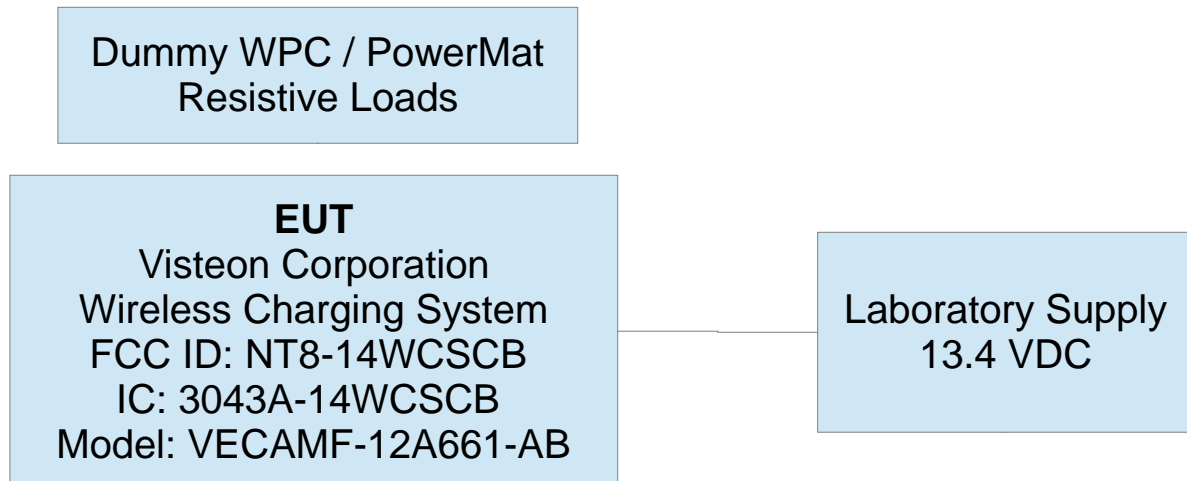 Dummy WPC / PowerMat
Resistive Loads
EUT
Visteon Corporation
Wireless Charging System
FCC ID: NT8-14WCSCB
IC: 3043A-14WCSCB
Model: VECAMF-12A661-AB
Laboratory Supply
13.4 VDC